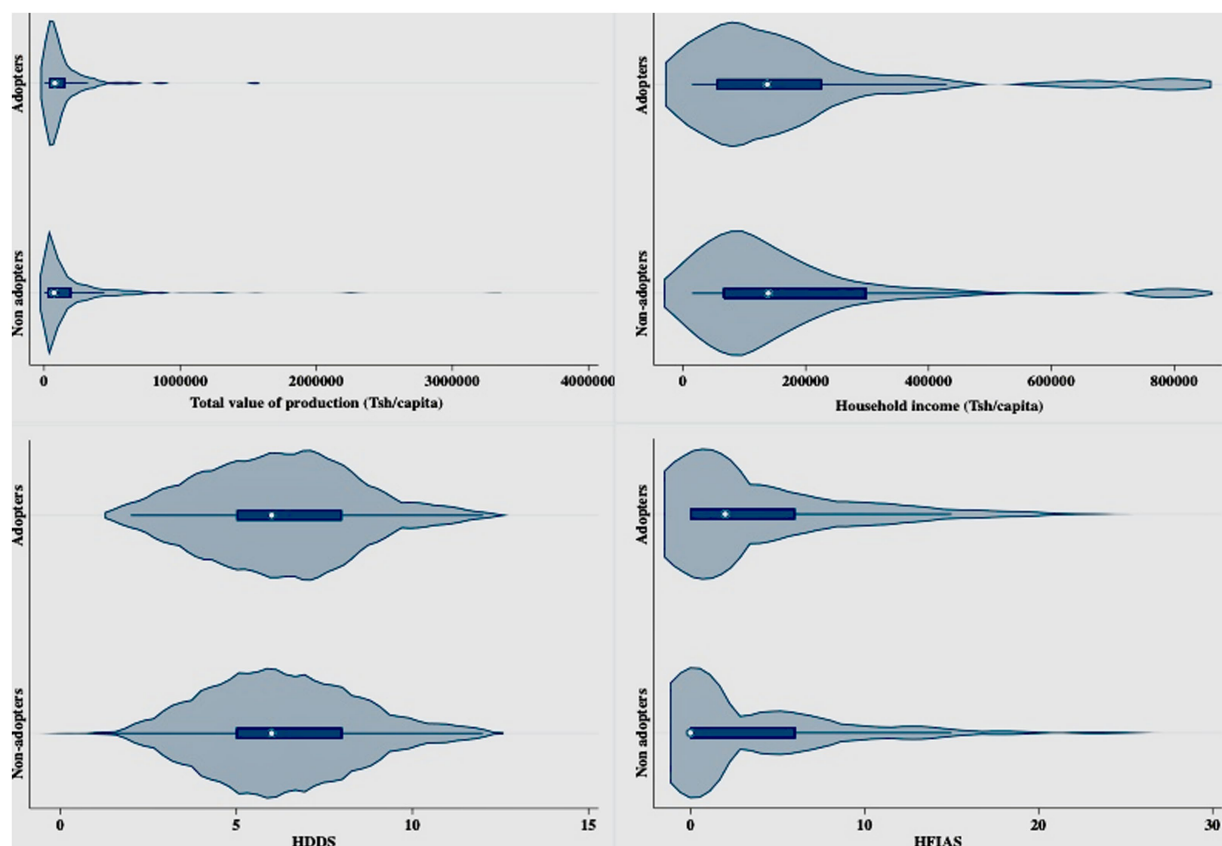 Adopters
Non adopters
0 1000000 2000000 3000000 4000000
Total value of production (Tsh/capita)
Adopters
Non-adopters
0 200000 400000 600000 800000
Household income (Tsh/capita)
Adopters
Non-adopters
0 5 10 15
HDDS
Adopters
Non adopters
0 10 20 30
HFIAS